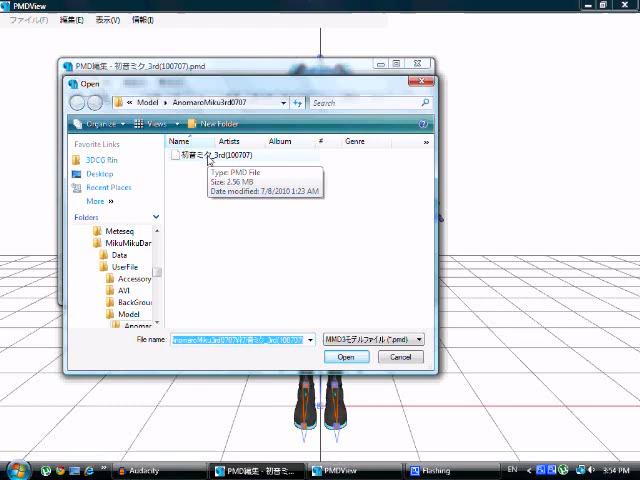 PMDView
ファイル(F) 編集(E) 表示(V) 情報(I)
PMD編集 - 初音ミク_3rd(100707).pmd
Open
« Model ▸ AnomaroMiku3rd0707
Search
Organize Views New Folder
Favorite Links
3DCG Rin
Desktop
Recent Places
More »
Folders
Meteseq
MikuMikuDan
Data
UserFile
Accessory
AVI
BackGroun
Model
Anomar
Name Artists Album # Genre »
初音ミク_3rd(100707)
Type: PMD File
Size: 2.56 MB
Date modified: 7/8/2010 1:23 AM
File name:
MMD3モデルファイル (*.pmd)
Open Cancel
Audacity
PMD編集 - 初音ミ...
PMDView
Flashing
EN
3:54 PM